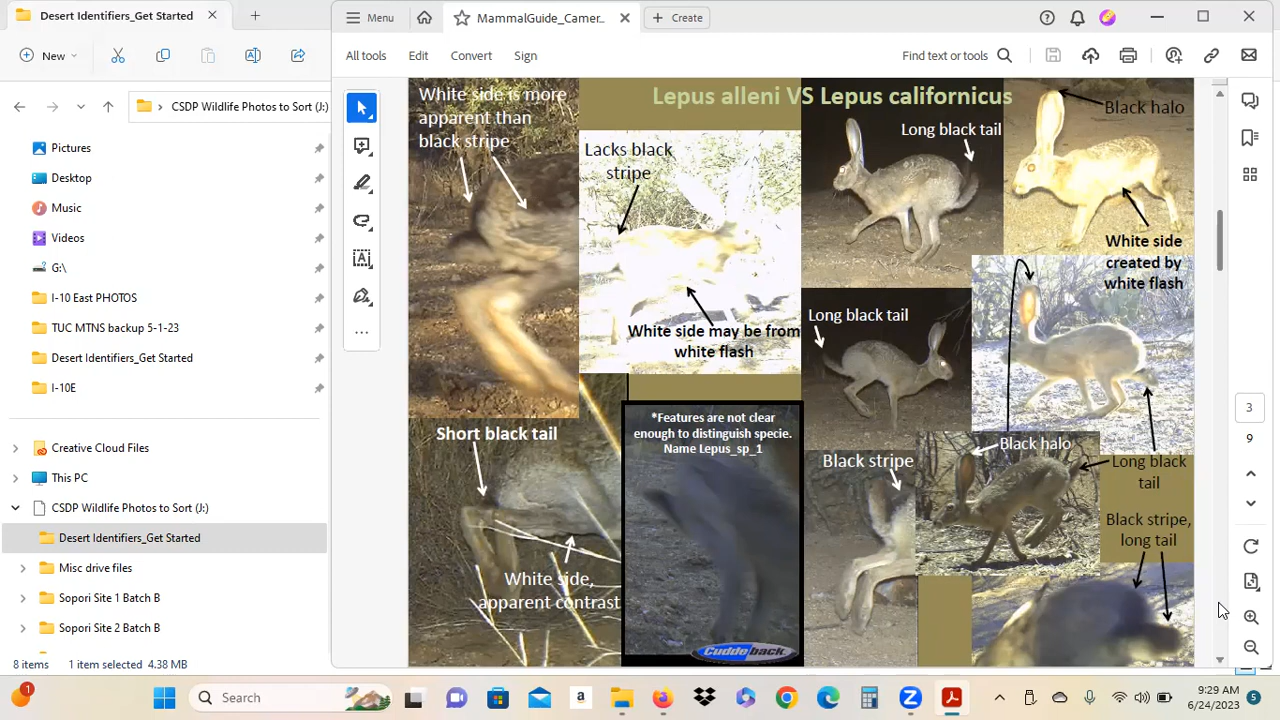 Desert Identifiers_Get Started
Menu
MammalGuide_Camer...
Create
New
All tools
Edit
Convert
Sign
Find text or tools
CSDP Wildlife Photos to Sort (J:)
Pictures
Desktop
Music
Videos
G:\
I-10 East PHOTOS
TUC MTNS backup 5-1-23
Desert Identifiers_Get Started
I-10E
Creative Cloud Files
This PC
CSDP Wildlife Photos to Sort (J:)
Desert Identifiers_Get Started
Misc drive files
Sopori Site 1 Batch B
Sopori Site 2 Batch B
8 items
1 item selected
4.38 MB
Lepus alleni VS Lepus californicus
White side is more
apparent than
black stripe
Lacks black
stripe
White side may be from
white flash
Short black tail
White side,
apparent contrast
*Features are not clear
enough to distinguish specie.
Name Lepus_sp_1
Cuddeback
Long black tail
Black halo
White side
created by
white flash
Long black tail
Black stripe
Black halo
Long black
tail
Black stripe,
long tail
3
9
1
Search
9:29 AM
6/24/2023
5